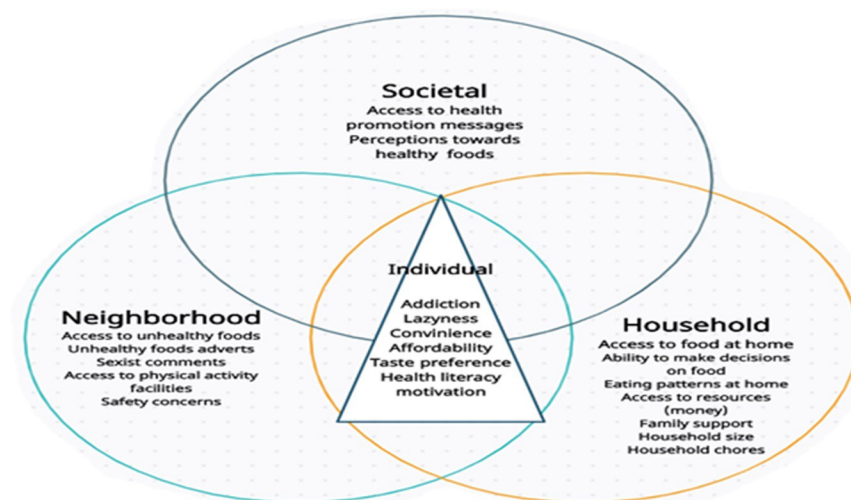 Societal
Access to health
promotion messages
Perceptions towards
healthy foods
Individual
Addiction
Lazyness
Convinience
Affordability
Taste preference
Health literacy
motivation
Neighborhood
Access to unhealthy foods
Unhealthy foods adverts
Sexist comments
Access to physical activity
facilities
Safety concerns
Household
Access to food at home
Ability to make decisions
on food
Eating patterns at home
Access to resources
(money)
Family support
Household size
Household chores